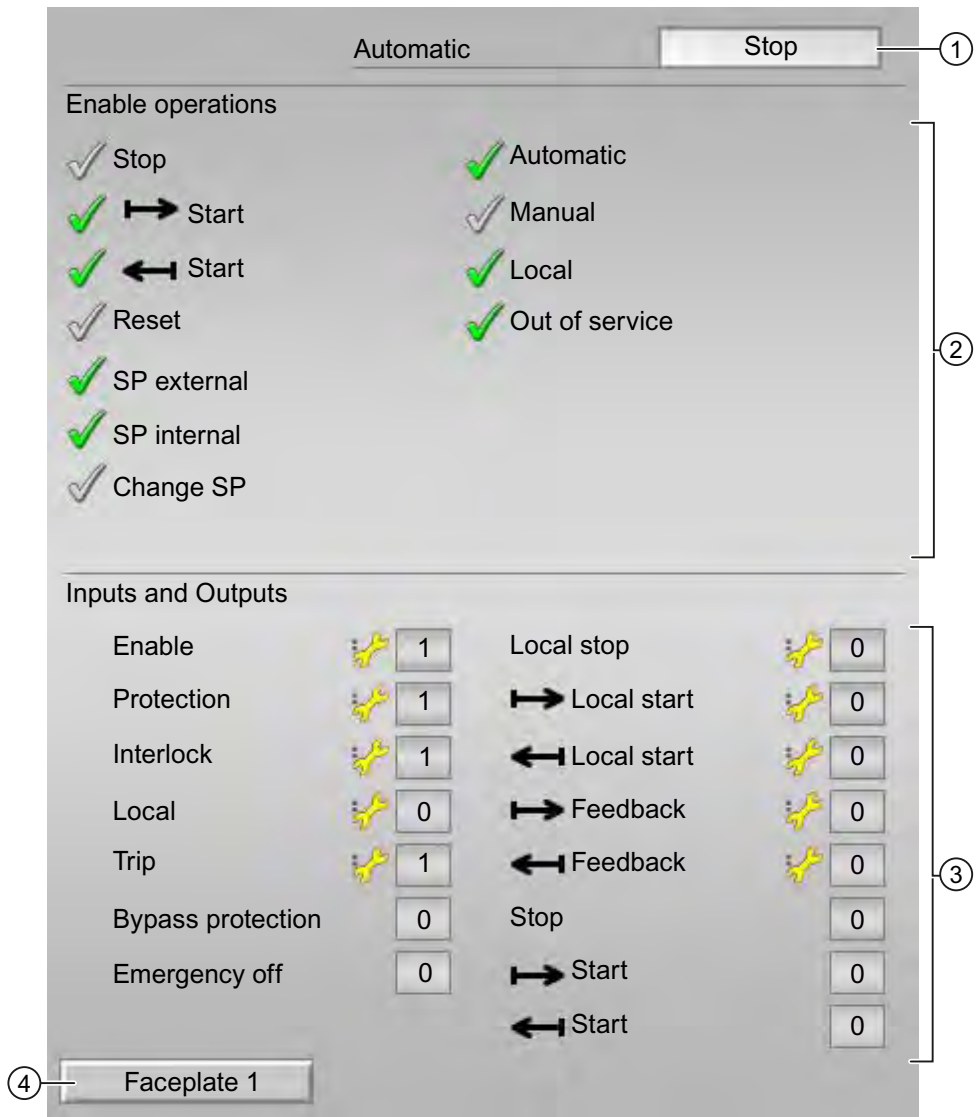 Automatic Stop ①
Enable operations
Stop Automatic
Start Manual
Start Local
Reset Out of service
SP external
SP internal
Change SP
②
Inputs and Outputs
Enable 1 Local stop 0
Protection 1 Local start 0
Interlock 1 Local start 0
Local 0 Feedback 0
Trip 1 Feedback 0
Bypass protection 0 Stop 0
Emergency off 0 Start 0
Start 0
③
④ Faceplate 1